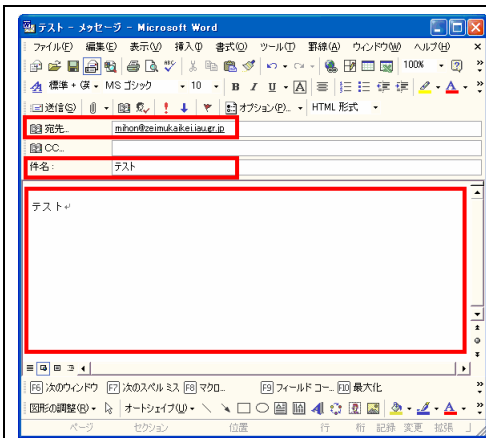 テスト - メッセージ - Microsoft Word
ファイル(F) 編集(E) 表示(V) 挿入(I) 書式(O) ツール(T) 罫線(A) ウィンドウ(W) ヘルプ(H)
100%
標準 + (英 MS ゴシック 10 B I U A
送信(S) オプション(P)... HTML 形式
宛先... mihon@zeimukaikei.iau.gr.jp
CC...
件名: テスト
テスト
F6 次のウィンドウ F7 次のスペル ミス F8 マクロ... F9 フィールド コー... F10 最大化
図形の調整(R) オートシェイプ(U)
ページ セクション 位置 行 桁 記録 変更 拡張